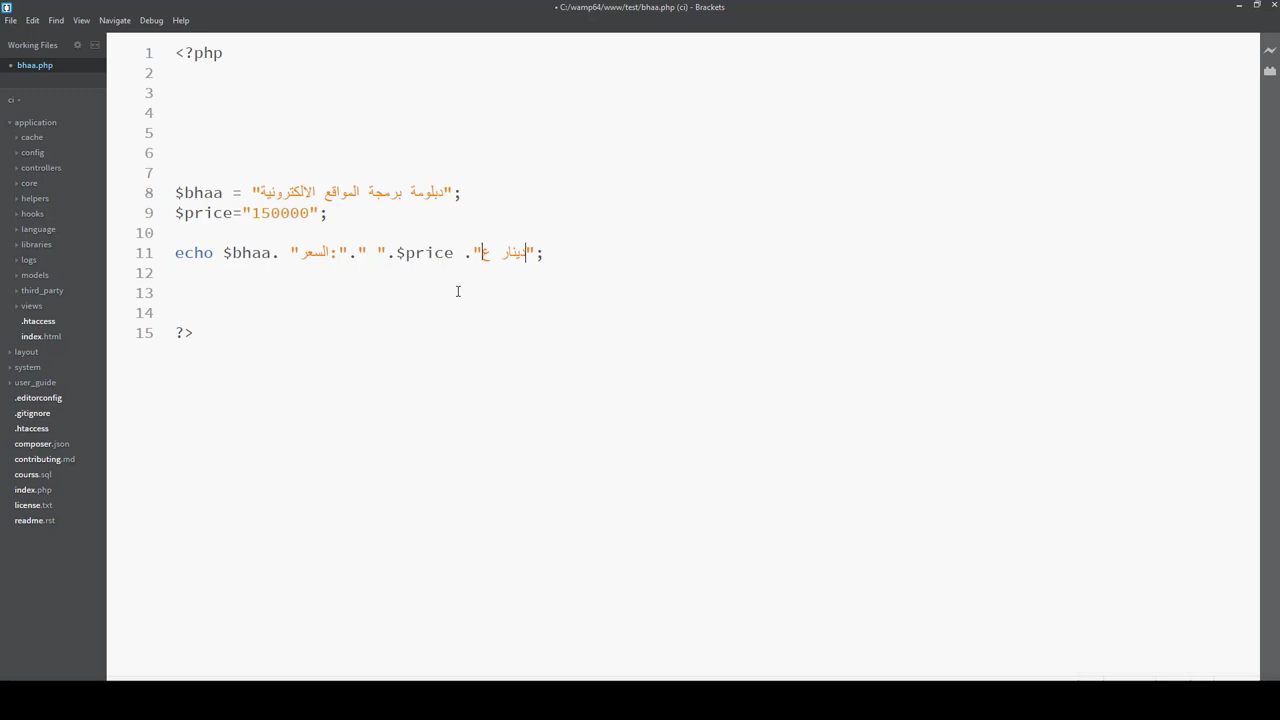 • C:/wamp64/www/test/bhaa.php (ci) - Brackets
File Edit Find View Navigate Debug Help
Working Files
• bhaa.php
ci
application
cache
config
controllers
core
helpers
hooks
language
libraries
logs
models
third_party
views
.htaccess
index.html
layout
system
user_guide
.editorconfig
.gitignore
.htaccess
composer.json
contributing.md
courss.sql
index.php
license.txt
readme.rst
1 <?php
2
3
4
5
6
7
8 $bhaa = "دبلومة برمجة المواقع الالكترونية";
9 $price="150000";
10
11 echo $bhaa. "السعر:"." ".$price ."دينار ع";
12
13
14
15 ?>